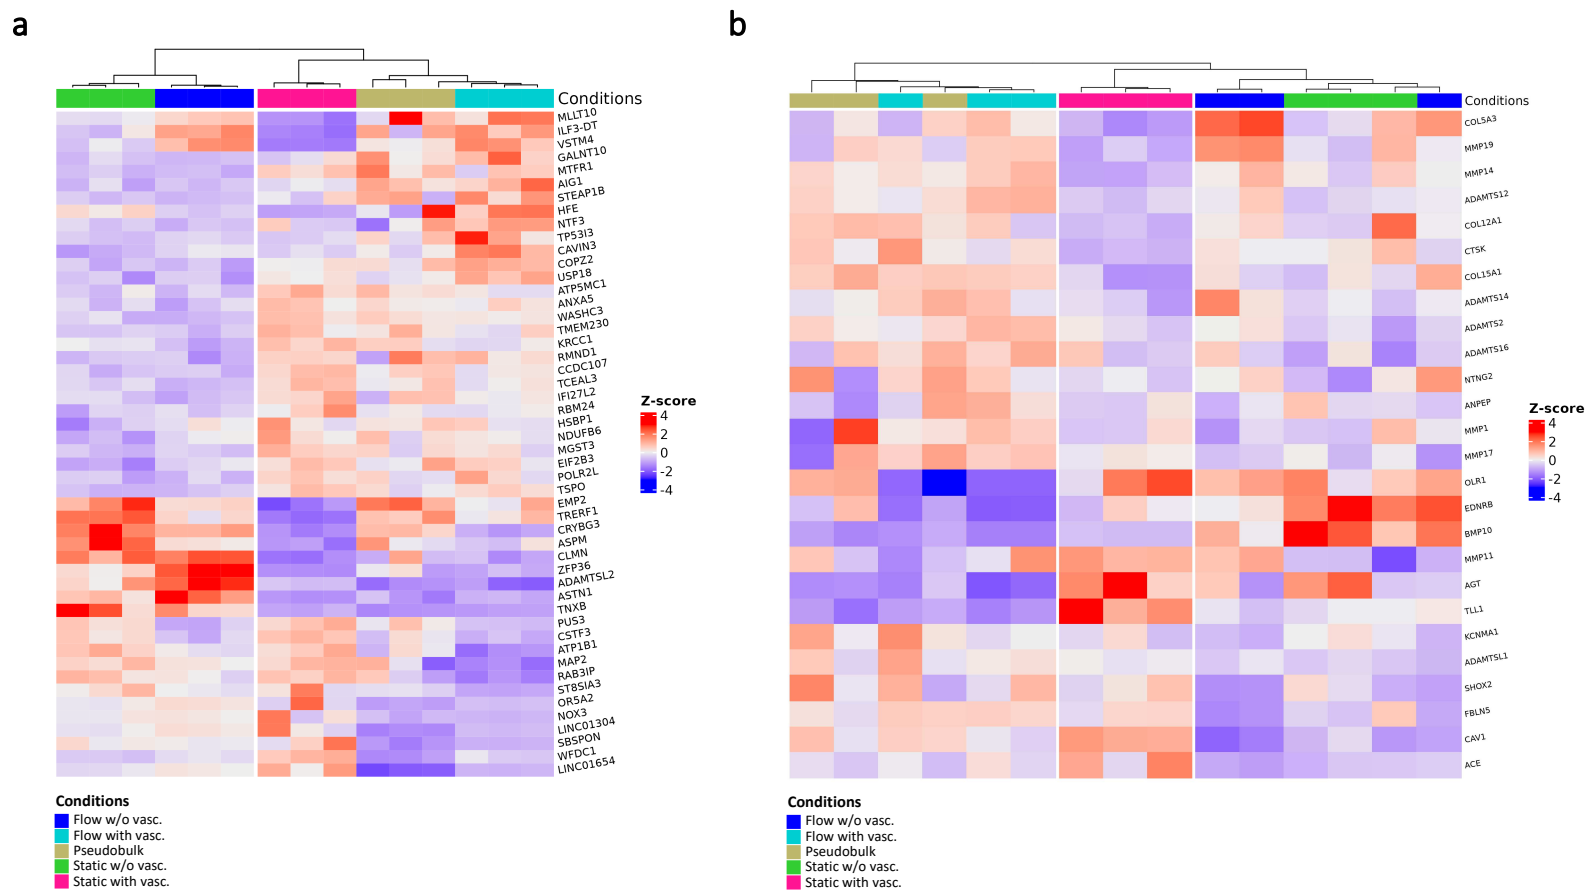 a
Conditions
MLLT10
ILF3-DT
VSTM4
GALNT10
MTFR1
AIG1
STEAP1B
HFE
NTF3
TP53I3
CAVIN3
COPZ2
USP18
ATP5MC1
ANXA5
WASHC3
TMEM230
KRCC1
RMND1
CCDC107
TCEAL3
IFI27L2
RBM24
HSBP1
NDUFB6
MGST3
EIF2B3
POLR2L
TSPO
EMP2
TRERF1
CRYBG3
ASPM
CLMN
ZFP36
ADAMTSL2
ASTN1
TNXB
PUS3
CSTF3
ATP1B1
MAP2
RAB3IP
ST8SIA3
OR5A2
NOX3
LINC01304
SBSPON
WFDC1
LINC01654
Z-score
4
2
0
-2
-4
Conditions
Flow w/o vasc.
Flow with vasc.
Pseudobulk
Static w/o vasc.
Static with vasc.
b
Conditions
COL5A3
MMP19
MMP14
ADAMTS12
COL12A1
CTSK
COL15A1
ADAMTS14
ADAMTS2
ADAMTS16
NTNG2
ANPEP
MMP1
MMP17
OLR1
EDNRB
BMP10
MMP11
AGT
TLL1
KCNMA1
ADAMTSL1
SHOX2
FBLN5
CAV1
ACE
Z-score
4
2
0
-2
-4
Conditions
Flow w/o vasc.
Flow with vasc.
Pseudobulk
Static w/o vasc.
Static with vasc.